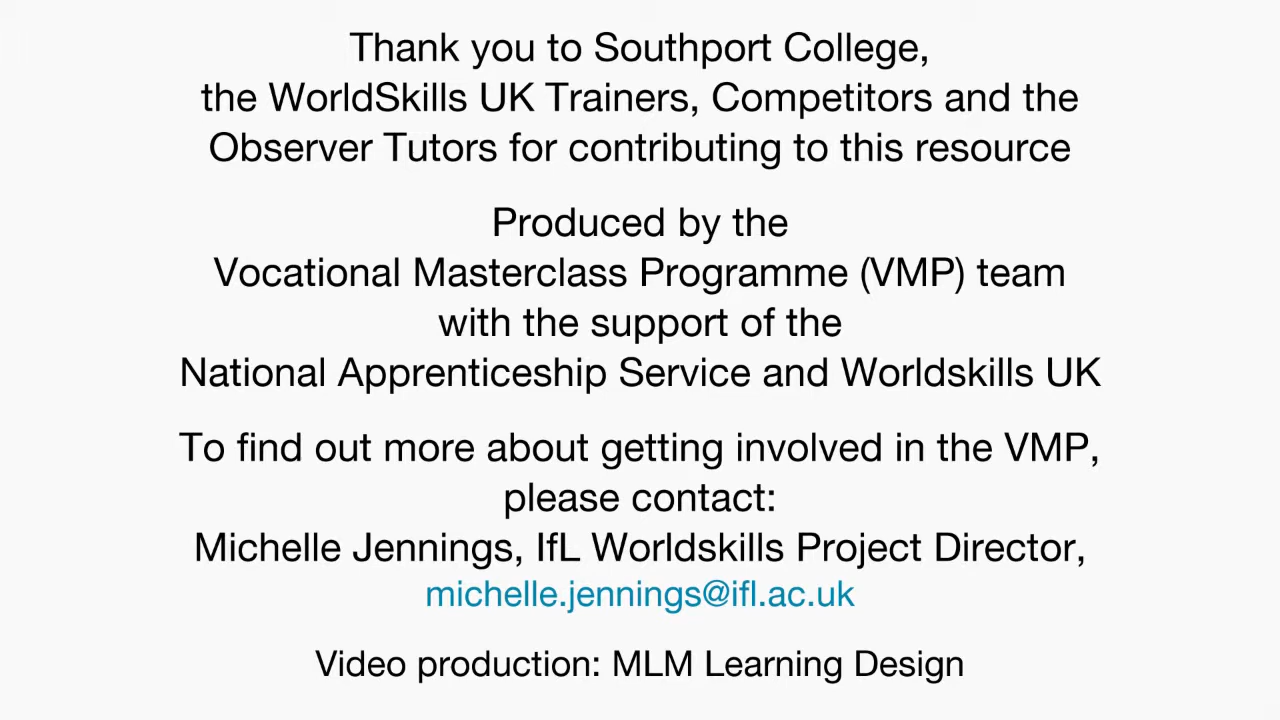 Thank you to Southport College,
the WorldSkills UK Trainers, Competitors and the
Observer Tutors for contributing to this resource
Produced by the
Vocational Masterclass Programme (VMP) team
with the support of the
National Apprenticeship Service and Worldskills UK
To find out more about getting involved in the VMP,
please contact:
Michelle Jennings, IfL Worldskills Project Director,
michelle.jennings@ifl.ac.uk
Video production: MLM Learning Design